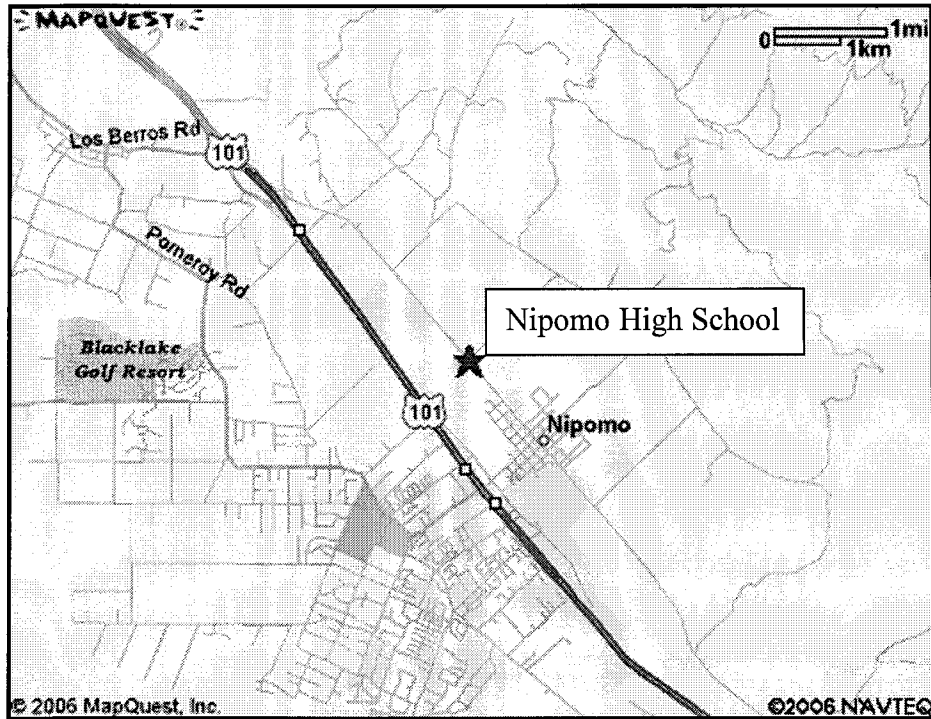 MAPQUEST
0 1mi
1km
Los Berros Rd
101
Pomeroy Rd
Nipomo High School
Blacklake
Golf Resort
101
Nipomo
© 2006 MapQuest, Inc.
©2006 NAVTEQ